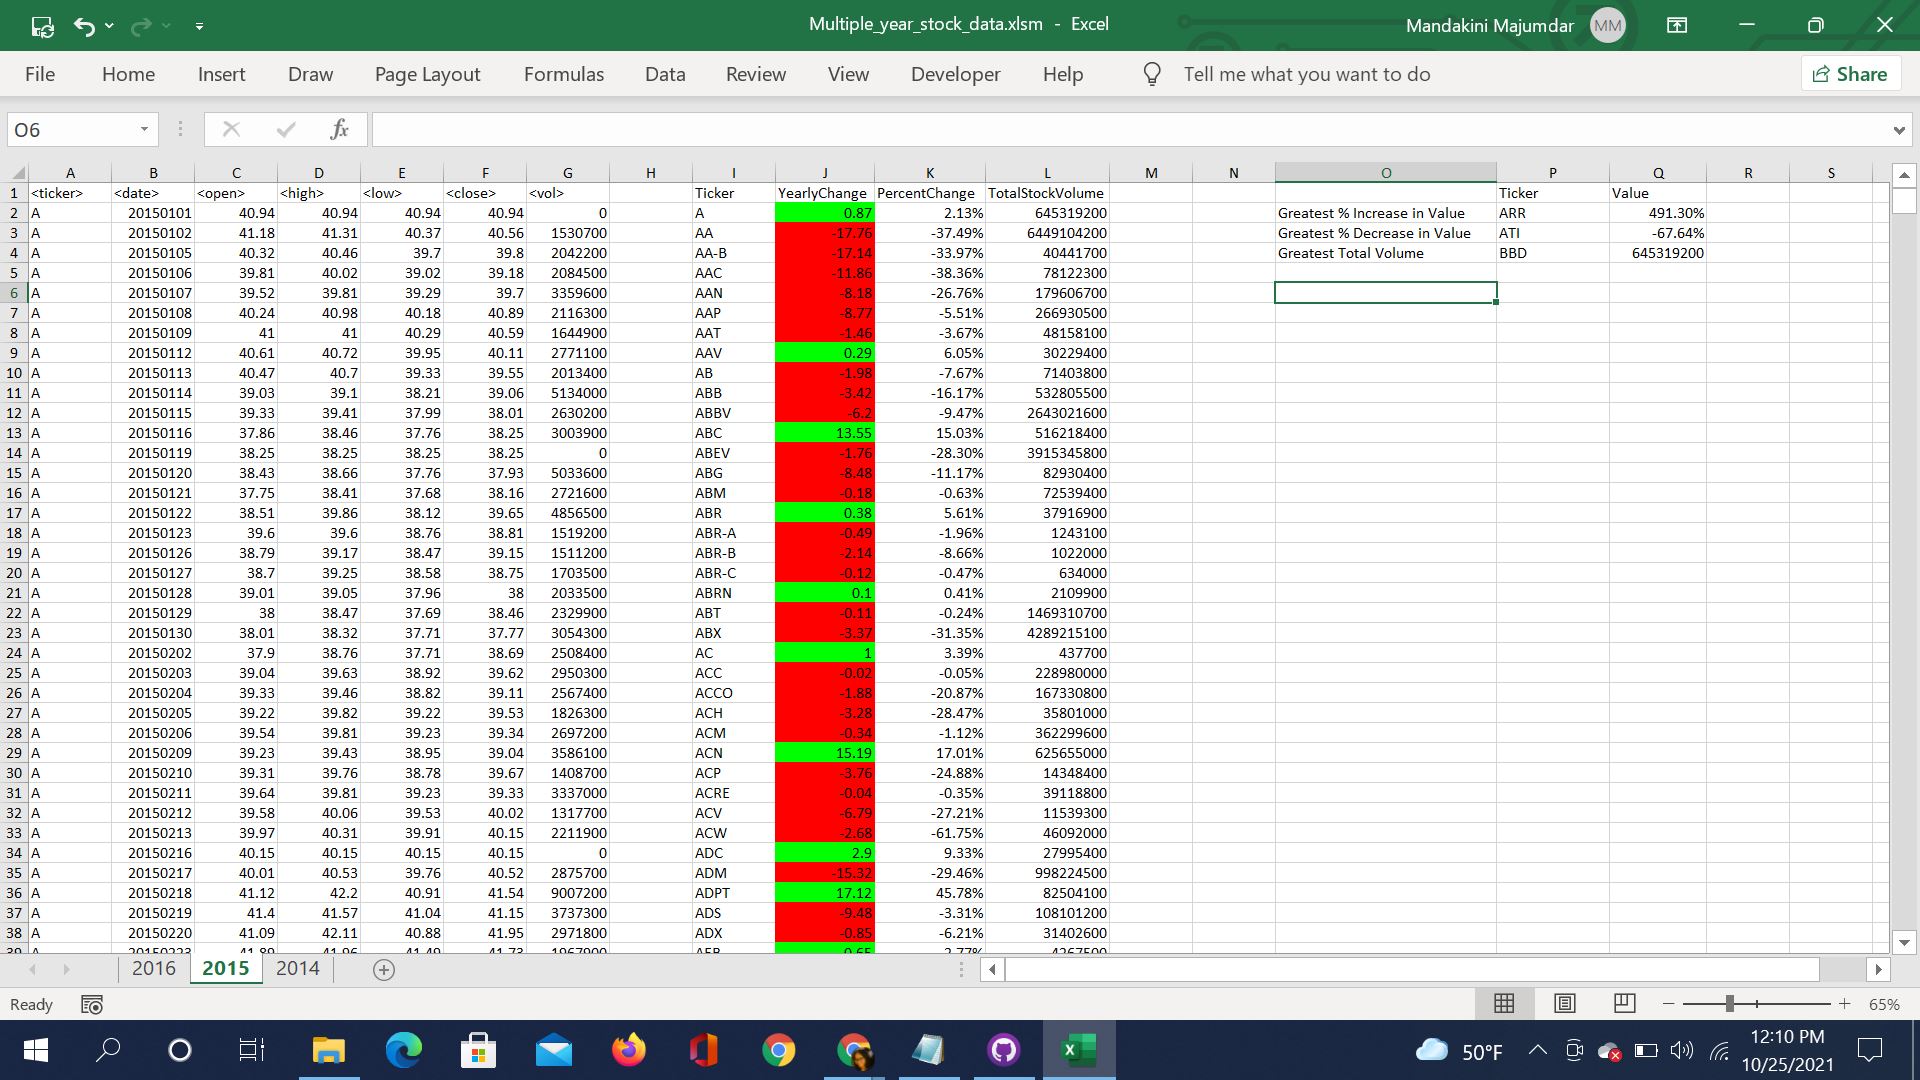 Multiple_year_stock_data.xlsm - Excel
Mandakini Majumdar MM
File Home Insert Draw Page Layout Formulas Data Review View Developer Help Tell me what you want to do Share
O6 fx
A B C D E F G H I J K L M N O P Q R S
1 <ticker> <date> <open> <high> <low> <close> <vol> Ticker YearlyChange PercentChange TotalStockVolume Ticker Value
2 A 20150101 40.94 40.94 40.94 40.94 0 A 0.87 2.13% 645319200 Greatest % Increase in Value ARR 491.30%
3 A 20150102 41.18 41.31 40.37 40.56 1530700 AA -17.76 -37.49% 6449104200 Greatest % Decrease in Value ATI -67.64%
4 A 20150105 40.32 40.46 39.7 39.8 2042200 AA-B -17.14 -33.97% 40441700 Greatest Total Volume BBD 645319200
5 A 20150106 39.81 40.02 39.02 39.18 2084500 AAC -11.86 -38.36% 78122300
6 A 20150107 39.52 39.81 39.29 39.7 3359600 AAN -8.18 -26.76% 179606700
7 A 20150108 40.24 40.98 40.18 40.89 2116300 AAP -8.77 -5.51% 266930500
8 A 20150109 41 41 40.29 40.59 1644900 AAT -1.46 -3.67% 48158100
9 A 20150112 40.61 40.72 39.95 40.11 2771100 AAV 0.29 6.05% 30229400
10 A 20150113 40.47 40.7 39.33 39.55 2013400 AB -1.98 -7.67% 71403800
11 A 20150114 39.03 39.1 38.21 39.06 5134000 ABB -3.42 -16.17% 532805500
12 A 20150115 39.33 39.41 37.99 38.01 2630200 ABBV -6.2 -9.47% 2643021600
13 A 20150116 37.86 38.46 37.76 38.25 3003900 ABC 13.55 15.03% 516218400
14 A 20150119 38.25 38.25 38.25 38.25 0 ABEV -1.76 -28.30% 3915345800
15 A 20150120 38.43 38.66 37.76 37.93 5033600 ABG -8.48 -11.17% 82930400
16 A 20150121 37.75 38.41 37.68 38.16 2721600 ABM -0.18 -0.63% 72539400
17 A 20150122 38.51 39.86 38.12 39.65 4856500 ABR 0.38 5.61% 37916900
18 A 20150123 39.6 39.6 38.76 38.81 1519200 ABR-A -0.49 -1.96% 1243100
19 A 20150126 38.79 39.17 38.47 39.15 1511200 ABR-B -2.14 -8.66% 1022000
20 A 20150127 38.7 39.25 38.58 38.75 1703500 ABR-C -0.12 -0.47% 634000
21 A 20150128 39.01 39.05 37.96 38 2033500 ABRN 0.1 0.41% 2109900
22 A 20150129 38 38.47 37.69 38.46 2329900 ABT -0.11 -0.24% 1469310700
23 A 20150130 38.01 38.32 37.71 37.77 3054300 ABX -3.37 -31.35% 4289215100
24 A 20150202 37.9 38.76 37.71 38.69 2508400 AC 1 3.39% 437700
25 A 20150203 39.04 39.63 38.92 39.62 2950300 ACC -0.02 -0.05% 228980000
26 A 20150204 39.33 39.46 38.82 39.11 2567400 ACCO -1.88 -20.87% 167330800
27 A 20150205 39.22 39.82 39.22 39.53 1826300 ACH -3.28 -28.47% 35801000
28 A 20150206 39.54 39.81 39.23 39.34 2697200 ACM -0.34 -1.12% 362299600
29 A 20150209 39.23 39.43 38.95 39.04 3586100 ACN 15.19 17.01% 625655000
30 A 20150210 39.31 39.76 38.78 39.67 1408700 ACP -3.76 -24.88% 14348400
31 A 20150211 39.64 39.81 39.23 39.33 3337000 ACRE -0.04 -0.35% 39118800
32 A 20150212 39.58 40.06 39.53 40.02 1317700 ACV -6.79 -27.21% 11539300
33 A 20150213 39.97 40.31 39.91 40.15 2211900 ACW -2.68 -61.75% 46092000
34 A 20150216 40.15 40.15 40.15 40.15 0 ADC 2.9 9.33% 27995400
35 A 20150217 40.01 40.53 39.76 40.52 2875700 ADM -15.32 -29.46% 998224500
36 A 20150218 41.12 42.2 40.91 41.54 9007200 ADPT 17.12 45.78% 82504100
37 A 20150219 41.4 41.57 41.04 41.15 3737300 ADS -9.48 -3.31% 108101200
38 A 20150220 41.09 42.11 40.88 41.95 2971800 ADX -0.85 -6.21% 31402600
2016 2015 2014
Ready 65%
50°F 12:10 PM
10/25/2021